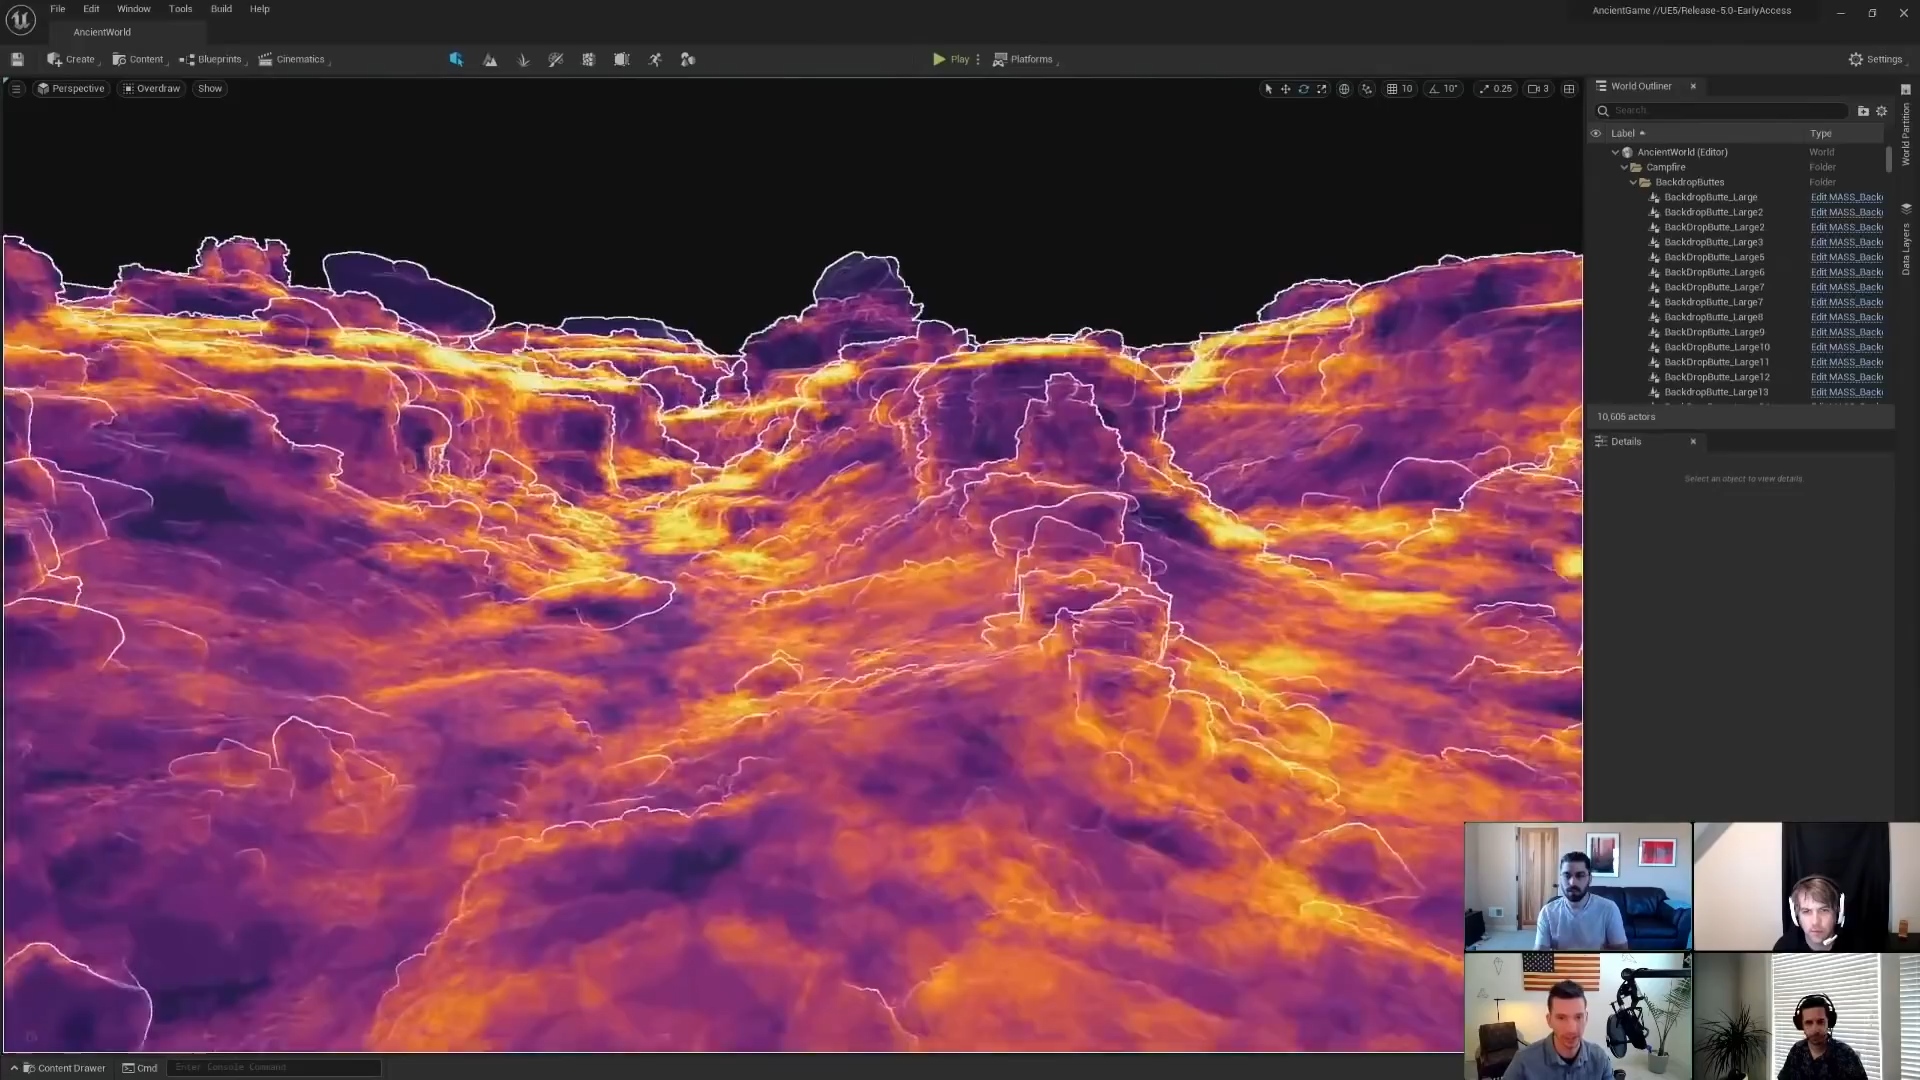 File Edit Window Tools Build Help
AncientGame //UE5/Release-5.0-EarlyAccess
AncientWorld
Create Content Blueprints Cinematics Play Platforms Settings
Perspective Overdraw Show 10 10° 0.25 3
World Outliner
Search...
Label Type
AncientWorld (Editor) World
Campfire Folder
BackdropButtes Folder
BackdropButte_Large Edit MASS_Back
BackdropButte_Large2 Edit MASS_Back
BackDropButte_Large2 Edit MASS_Back
BackdropButte_Large3 Edit MASS_Back
BackDropButte_Large5 Edit MASS_Back
BackDropButte_Large6 Edit MASS_Back
BackDropButte_Large7 Edit MASS_Back
BackdropButte_Large7 Edit MASS_Back
BackDropButte_Large8 Edit MASS_Back
BackDropButte_Large9 Edit MASS_Back
BackDropButte_Large10 Edit MASS_Back
BackDropButte_Large11 Edit MASS_Back
BackDropButte_Large12 Edit MASS_Back
BackDropButte_Large13 Edit MASS_Back
10,605 actors
World Partition
Data Layers
Details
Select an object to view details.
Content Drawer Cmd Enter Console Command